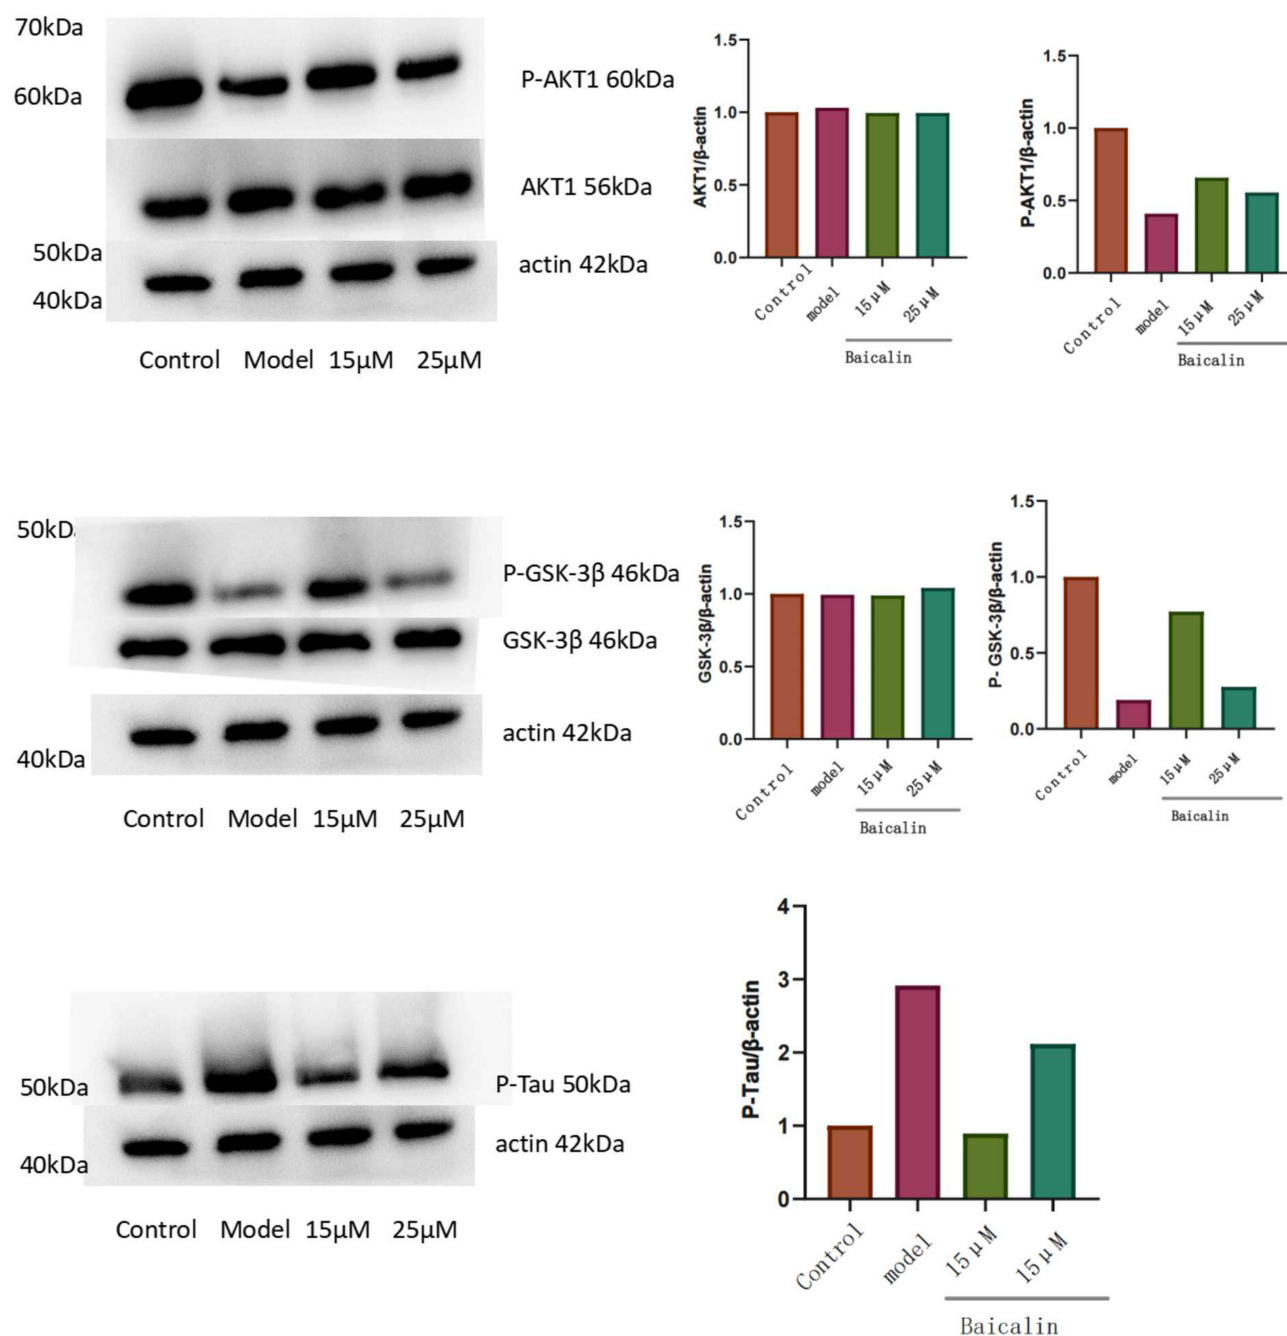 70kDa
60kDa
P-AKT1 60kDa
AKT1 56kDa
50kDa
actin 42kDa
40kDa
Control Model 15μM 25μM
1.5
1.0
0.5
0.0
AKT1/β-actin
Control
model
15μM
25μM
Baicalin
1.5
1.0
0.5
0.0
P-AKT1/β-actin
Control
model
15μM
25μM
Baicalin
50kD
P-GSK-3β 46kDa
GSK-3β 46kDa
actin 42kDa
40kDa
Control Model 15μM 25μM
1.5
1.0
0.5
0.0
GSK-3β/β-actin
Control
model
15μM
25μM
Baicalin
1.5
1.0
0.5
0.0
P- GSK-3β/β-actin
Control
model
15μM
25μM
Baicalin
50kDa
P-Tau 50kDa
actin 42kDa
40kDa
Control Model 15μM 25μM
4
3
2
1
0
P-Tau/β-actin
Control
model
15μM
15μM
Baicalin